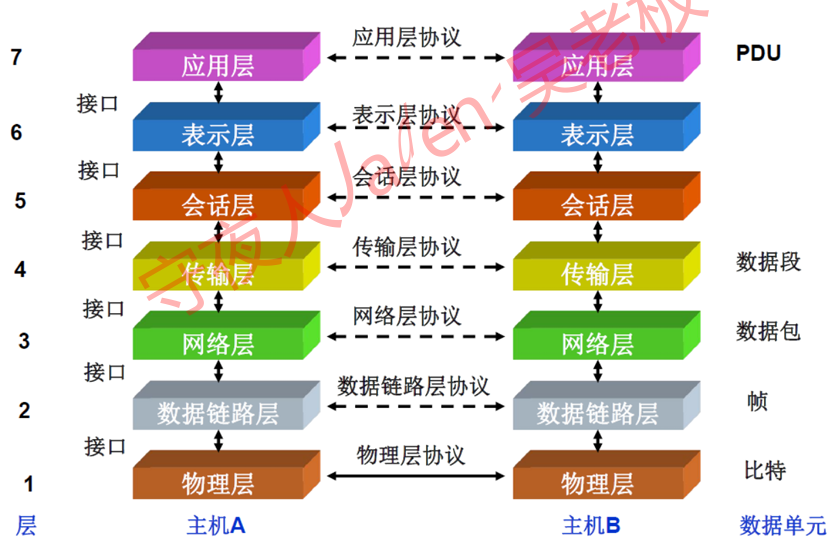 7 应用层 应用层协议 应用层 PDU
接口
6 表示层 表示层协议 表示层
接口
5 会话层 会话层协议 会话层
接口
4 传输层 传输层协议 传输层 数据段
接口
3 网络层 网络层协议 网络层 数据包
接口
2 数据链路层 数据链路层协议 数据链路层 帧
接口
1 物理层 物理层协议 物理层 比特
层 主机A 主机B 数据单元
守夜人Jalen-吴老板